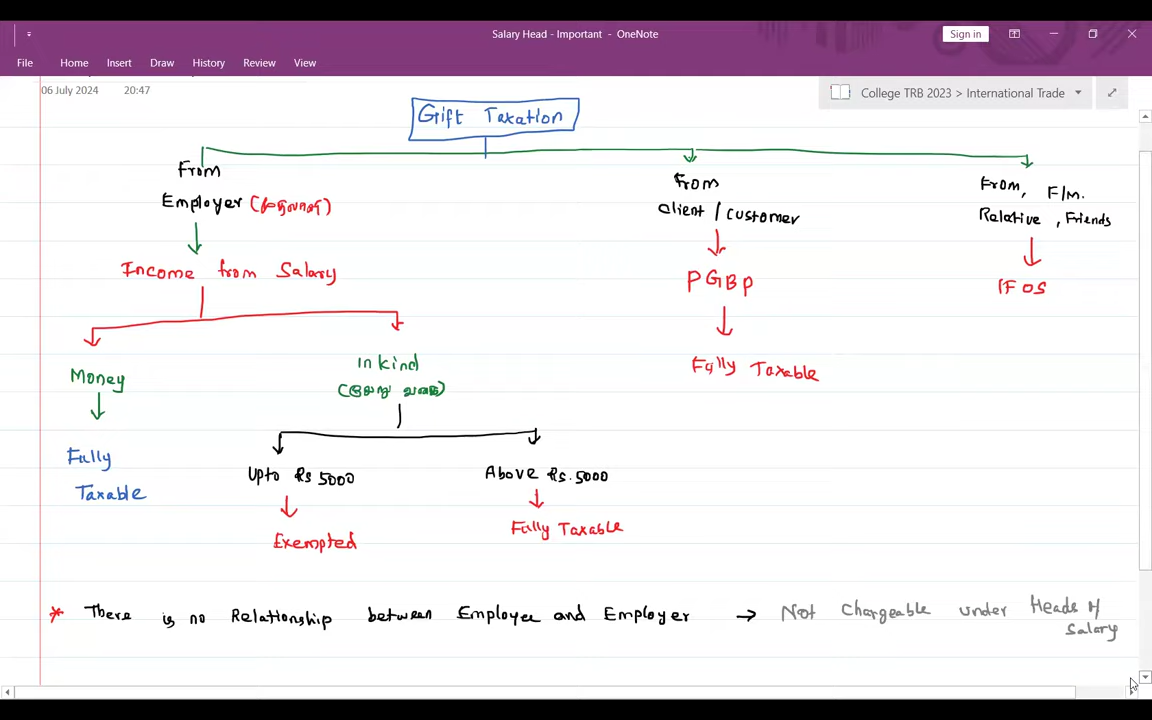 Salary Head - Important - OneNote
Sign in
File Home Insert Draw History Review View
06 July 2024 20:47
College TRB 2023 > International Trade
Gift Taxation
From
Employer
From
Client / Customer
From, F/m.
Relative , Friends
Income from Salary
PGBP
IFOS
Money
In kind
Fully Taxable
Fully
Taxable
Upto Rs 5000
Above Rs.5000
Exempted
Fully Taxable
* There is no Relationship between Employee and Employer → Not Chargeable under Heads of
Salary